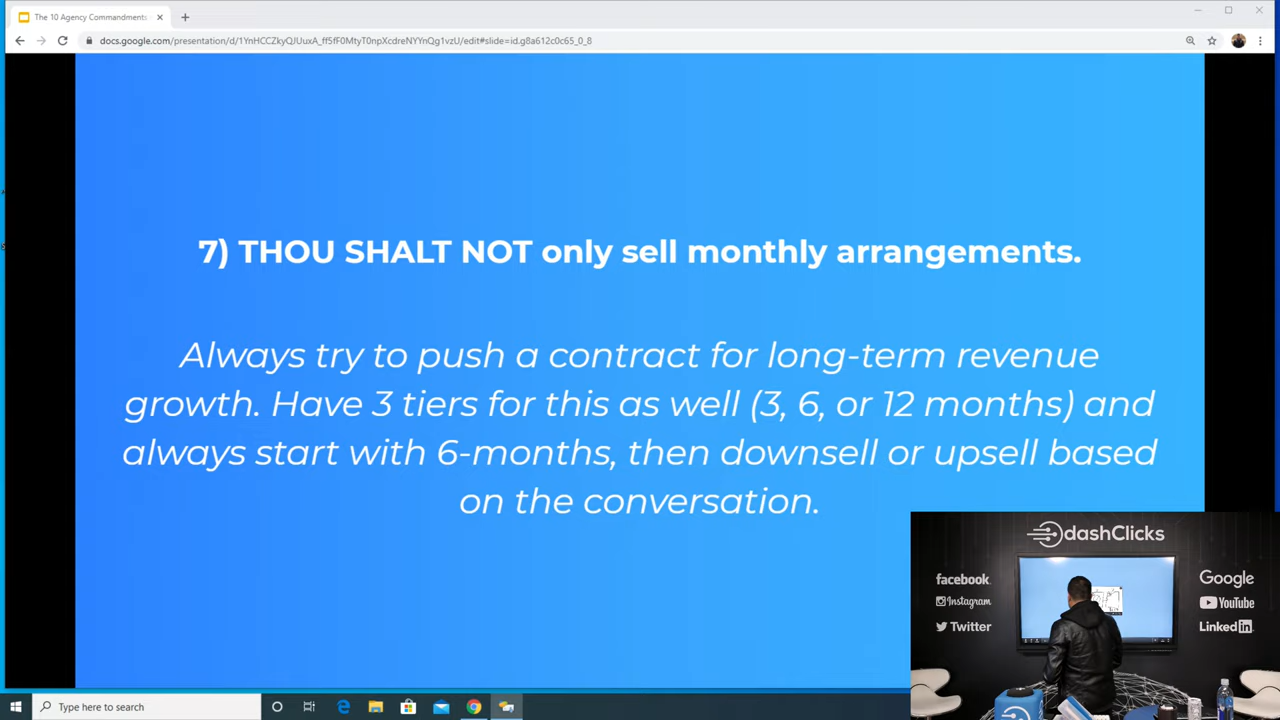 The 10 Agency Commandments
docs.google.com/presentation/d/1YnHCCZkyQJUuxA_ff5fF0MtyT0npXcdreNYYnQg1vzU/edit#slide=id.g8a612c0c65_0_8
7) THOU SHALT NOT only sell monthly arrangements.
Always try to push a contract for long-term revenue
growth. Have 3 tiers for this as well (3, 6, or 12 months) and
always start with 6-months, then downsell or upsell based
on the conversation.
dashClicks
facebook.
Instagram
Twitter
Google
YouTube
Linkedin
Type here to search